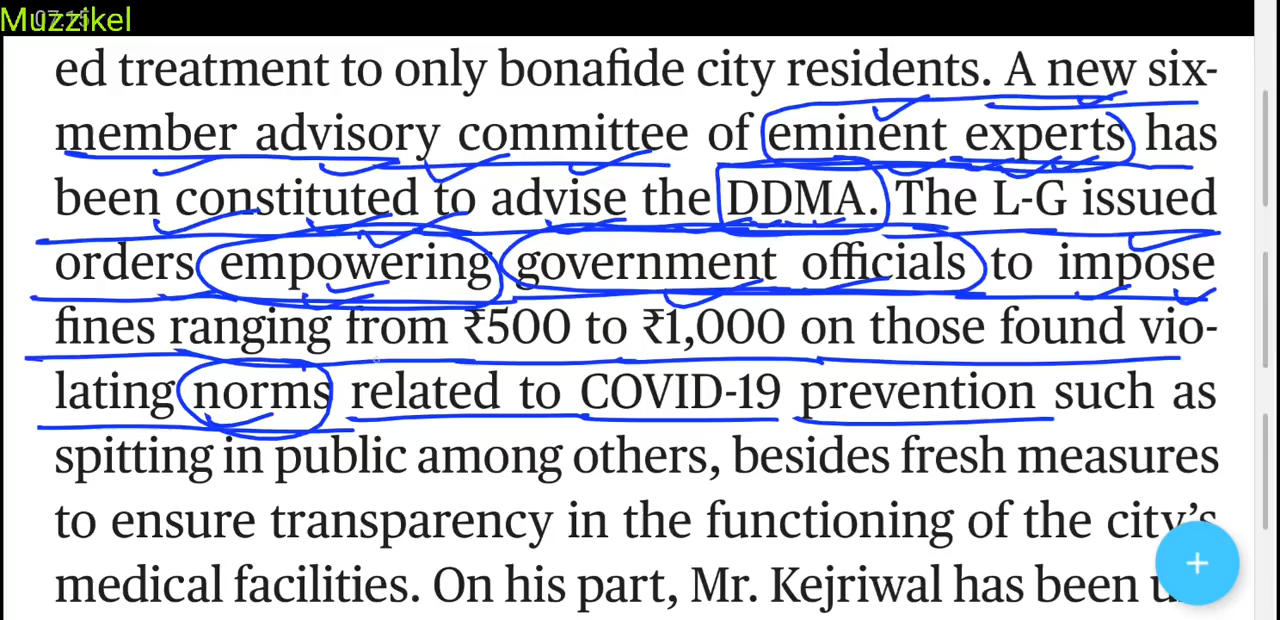 Muzzikel
ed treatment to only bonafide city residents. A new six-
member advisory committee of eminent experts has
been constituted to advise the DDMA. The L-G issued
orders empowering government officials to impose
fines ranging from ₹500 to ₹1,000 on those found vio-
lating norms related to COVID-19 prevention such as
spitting in public among others, besides fresh measures
to ensure transparency in the functioning of the city's
medical facilities. On his part, Mr. Kejriwal has been